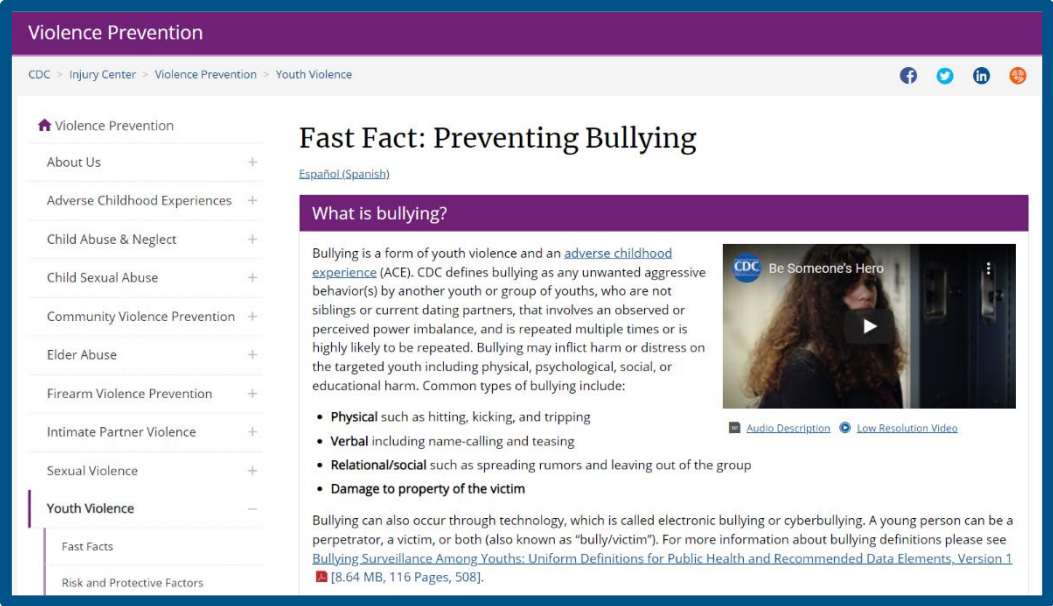 Violence Prevention
CDC > Injury Center > Violence Prevention > Youth Violence
Violence Prevention
About Us
Adverse Childhood Experiences
Child Abuse & Neglect
Child Sexual Abuse
Community Violence Prevention
Elder Abuse
Firearm Violence Prevention
Intimate Partner Violence
Sexual Violence
Youth Violence
Fast Facts
Risk and Protective Factors
Fast Fact: Preventing Bullying
Español (Spanish)
What is bullying?
Bullying is a form of youth violence and an adverse childhood
experience (ACE). CDC defines bullying as any unwanted aggressive
behavior(s) by another youth or group of youths, who are not
siblings or current dating partners, that involves an observed or
perceived power imbalance, and is repeated multiple times or is
highly likely to be repeated. Bullying may inflict harm or distress on
the targeted youth including physical, psychological, social, or
educational harm. Common types of bullying include:
CDC Be Someone's Hero
Audio Description Low Resolution Video
• Physical such as hitting, kicking, and tripping
• Verbal including name-calling and teasing
• Relational/social such as spreading rumors and leaving out of the group
• Damage to property of the victim
Bullying can also occur through technology, which is called electronic bullying or cyberbullying. A young person can be a
perpetrator, a victim, or both (also known as “bully/victim”). For more information about bullying definitions please see
Bullying Surveillance Among Youths: Uniform Definitions for Public Health and Recommended Data Elements, Version 1
[8.64 MB, 116 Pages, 508].